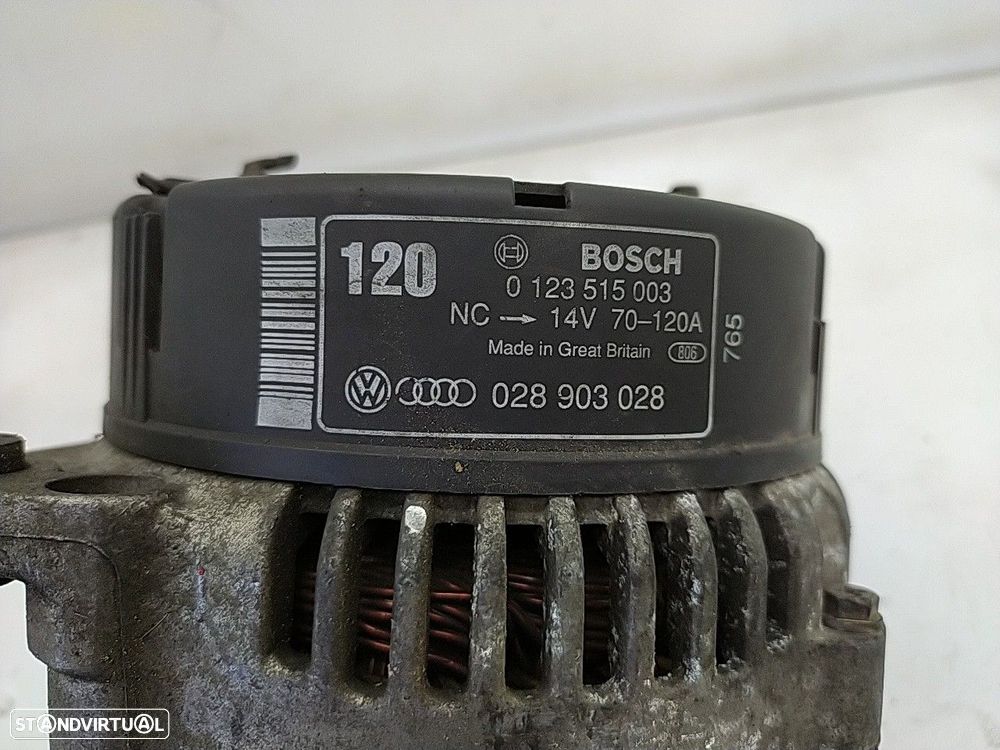 120
BOSCH
0 123 515 003
NC → 14V 70–120A
Made in Great Britain 806
765
028 903 028
STANDVIRTUAL